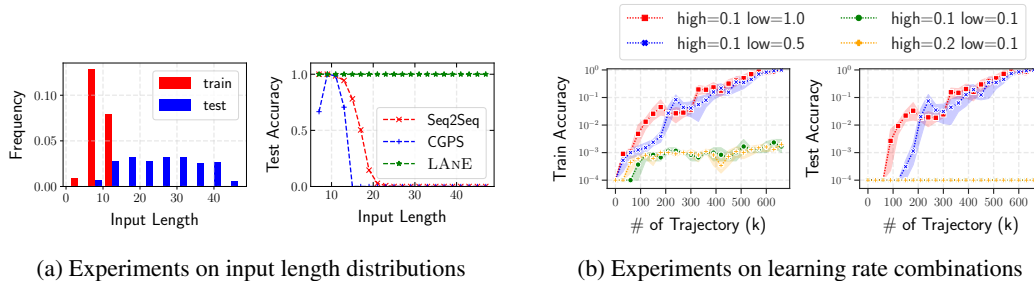 high=0.1 low=1.0
high=0.1 low=0.5
high=0.1 low=0.1
high=0.2 low=0.1
Frequency
0.10
0.05
0.00
train
test
0
10
20
30
40
Input Length
Test Accuracy
1.0
0.5
0.0
Seq2Seq
CGPS
LANE
10
20
30
40
Input Length
Train Accuracy
10⁰
10⁻¹
10⁻²
10⁻³
10⁻⁴
0 100 200 300 400 500 600
# of Trajectory (k)
Test Accuracy
10⁰
10⁻¹
10⁻²
10⁻³
10⁻⁴
0 100 200 300 400 500 600
# of Trajectory (k)
(a) Experiments on input length distributions
(b) Experiments on learning rate combinations